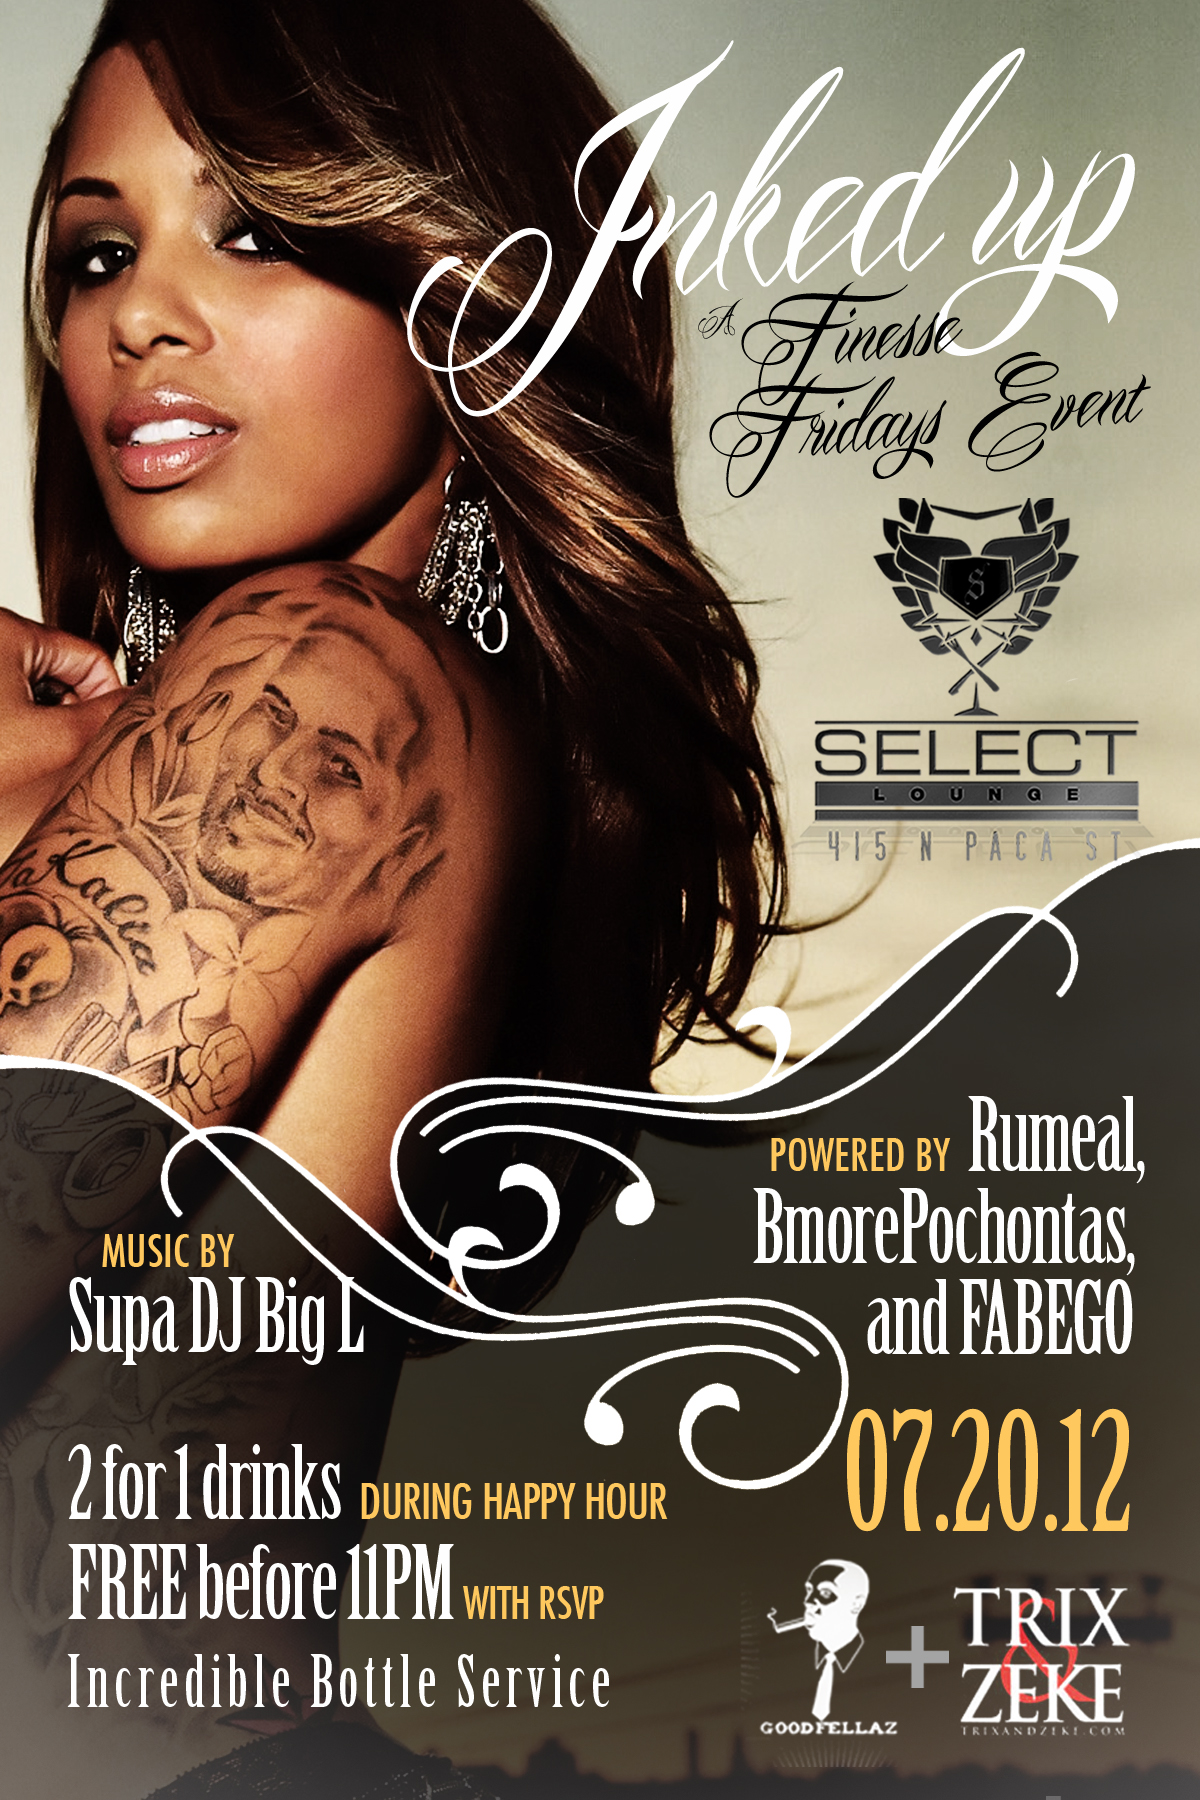 Inked up
A Finesse
Fridays Event
S
SELECT
LOUNGE
415 N PACA ST
Kalea
POWERED BY Rumeal,
BmorePochontas,
and FABEGO
MUSIC BY
Supa DJ Big L
07.20.12
2 for 1 drinks DURING HAPPY HOUR
FREE before 11PM WITH RSVP
Incredible Bottle Service
GOODFELLAZ
+
TRIX
&
ZEKE
TRIXANDZEKE.COM